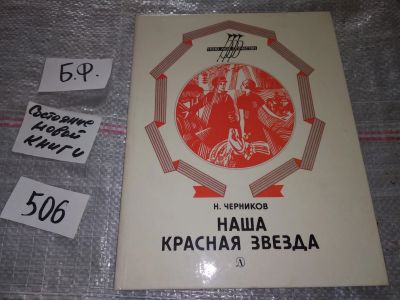 Б.Ф.
Состояние
новой
книги
506
Н. ЧЕРНИКОВ
НАША
КРАСНАЯ ЗВЕЗДА